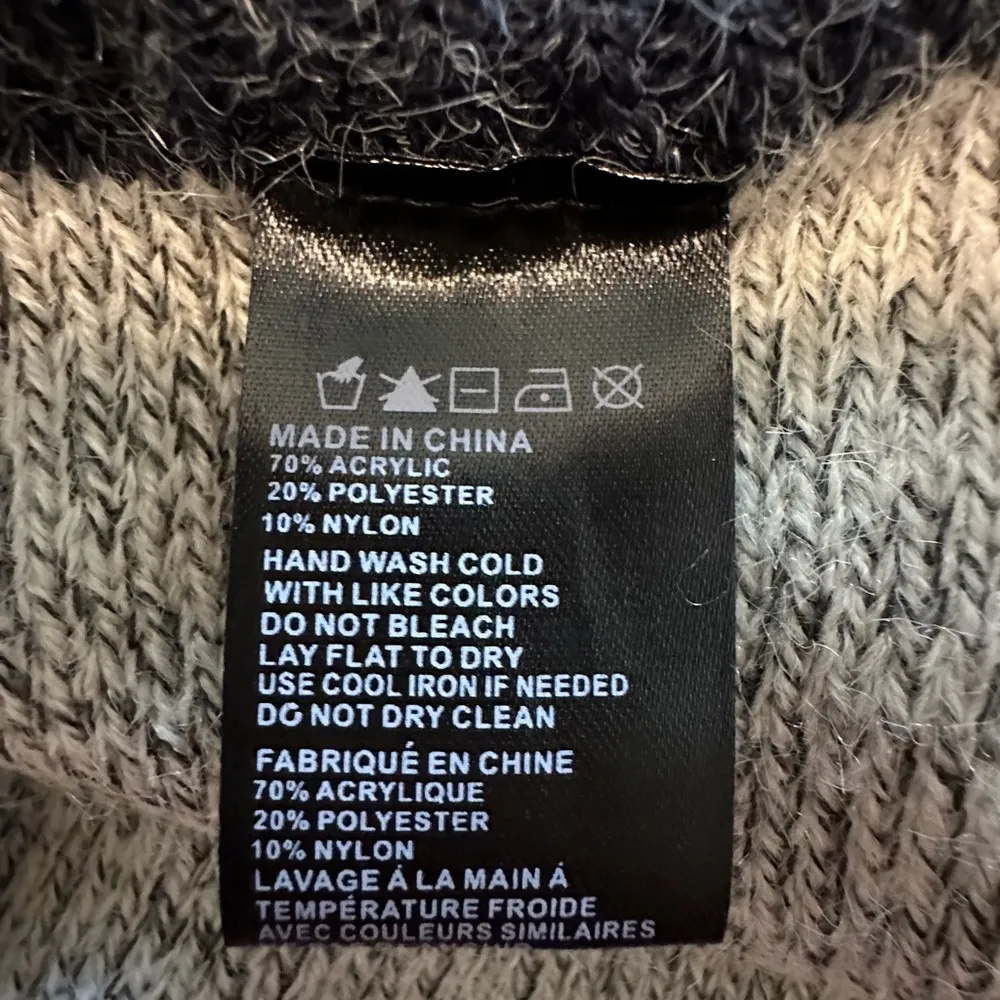 MADE IN CHINA
70% ACRYLIC
20% POLYESTER
10% NYLON
HAND WASH COLD
WITH LIKE COLORS
DO NOT BLEACH
LAY FLAT TO DRY
USE COOL IRON IF NEEDED
DO NOT DRY CLEAN
FABRIQUÉ EN CHINE
70% ACRYLIQUE
20% POLYESTER
10% NYLON
LAVAGE Á LA MAIN Á
TEMPÉRATURE FROIDE
AVEC COULEURS SIMILAIRES